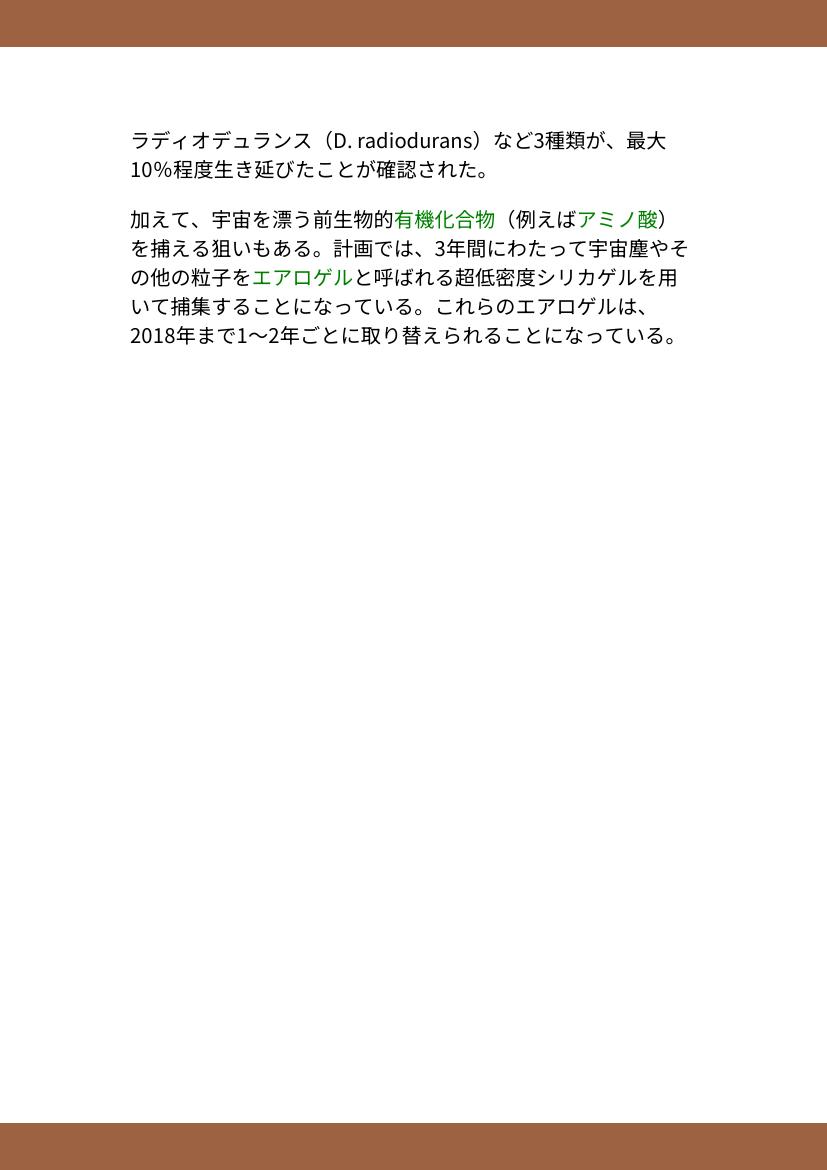 ラディオデュランス（D. radiodurans）など3種類が、最大
10%程度生き延びたことが確認された。
加えて、宇宙を漂う前生物的有機化合物（例えばアミノ酸）
を捕える狙いもある。計画では、3年間にわたって宇宙塵やそ
の他の粒子をエアロゲルと呼ばれる超低密度シリカゲルを用
いて捕集することになっている。これらのエアロゲルは、
2018年まで1〜2年ごとに取り替えられることになっている。